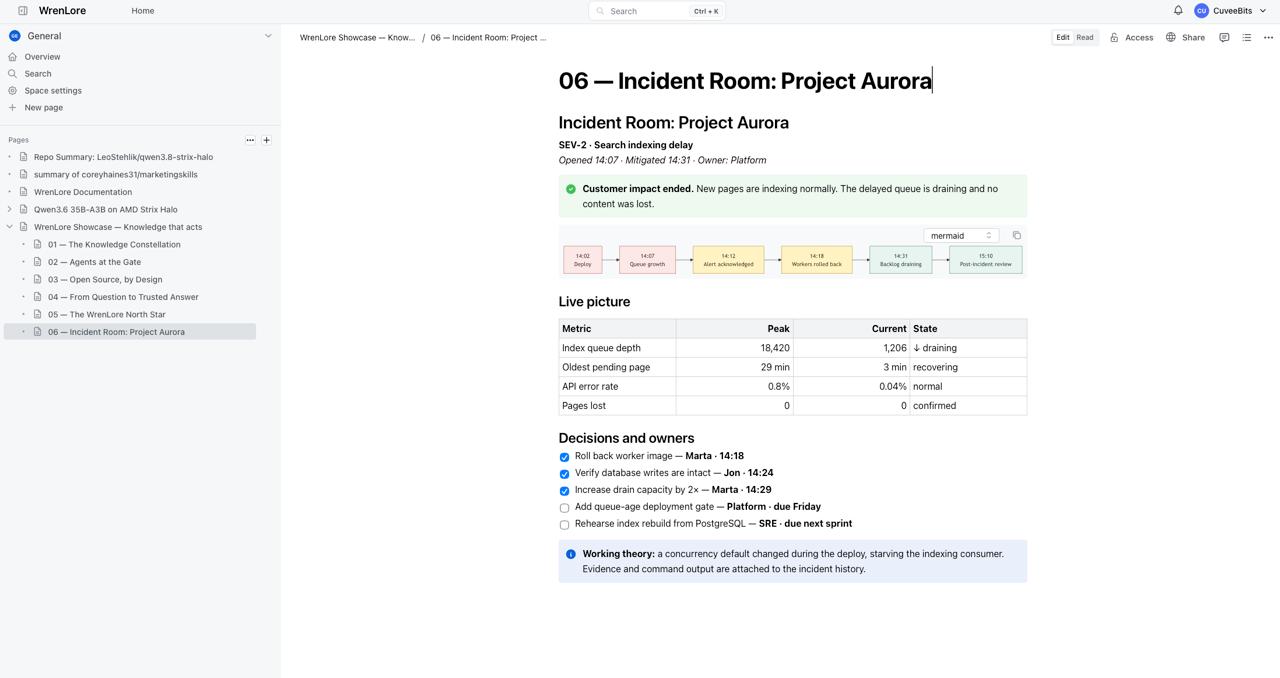 WrenLore
Home
Search
Ctrl + K
CU
CuveeBits
GE
General
Overview
Search
Space settings
New page
Pages
Repo Summary: LeoStehlik/qwen3.8-strix-halo
summary of coreyhaines31/marketingskills
WrenLore Documentation
Qwen3.6 35B-A3B on AMD Strix Halo
WrenLore Showcase — Knowledge that acts
01 — The Knowledge Constellation
02 — Agents at the Gate
03 — Open Source, by Design
04 — From Question to Trusted Answer
05 — The WrenLore North Star
06 — Incident Room: Project Aurora
WrenLore Showcase — Know... / 06 — Incident Room: Project ...
Edit Read
Access
Share
06 — Incident Room: Project Aurora
Incident Room: Project Aurora
SEV-2 · Search indexing delay
Opened 14:07 · Mitigated 14:31 · Owner: Platform
Customer impact ended. New pages are indexing normally. The delayed queue is draining and no
content was lost.
mermaid
14:02
Deploy
14:07
Queue growth
14:12
Alert acknowledged
14:18
Workers rolled back
14:31
Backlog draining
15:10
Post-incident review
Live picture
Metric Peak Current State
Index queue depth 18,420 1,206 ↓ draining
Oldest pending page 29 min 3 min recovering
API error rate 0.8% 0.04% normal
Pages lost 0 0 confirmed
Decisions and owners
Roll back worker image — Marta · 14:18
Verify database writes are intact — Jon · 14:24
Increase drain capacity by 2× — Marta · 14:29
Add queue-age deployment gate — Platform · due Friday
Rehearse index rebuild from PostgreSQL — SRE · due next sprint
Working theory: a concurrency default changed during the deploy, starving the indexing consumer.
Evidence and command output are attached to the incident history.